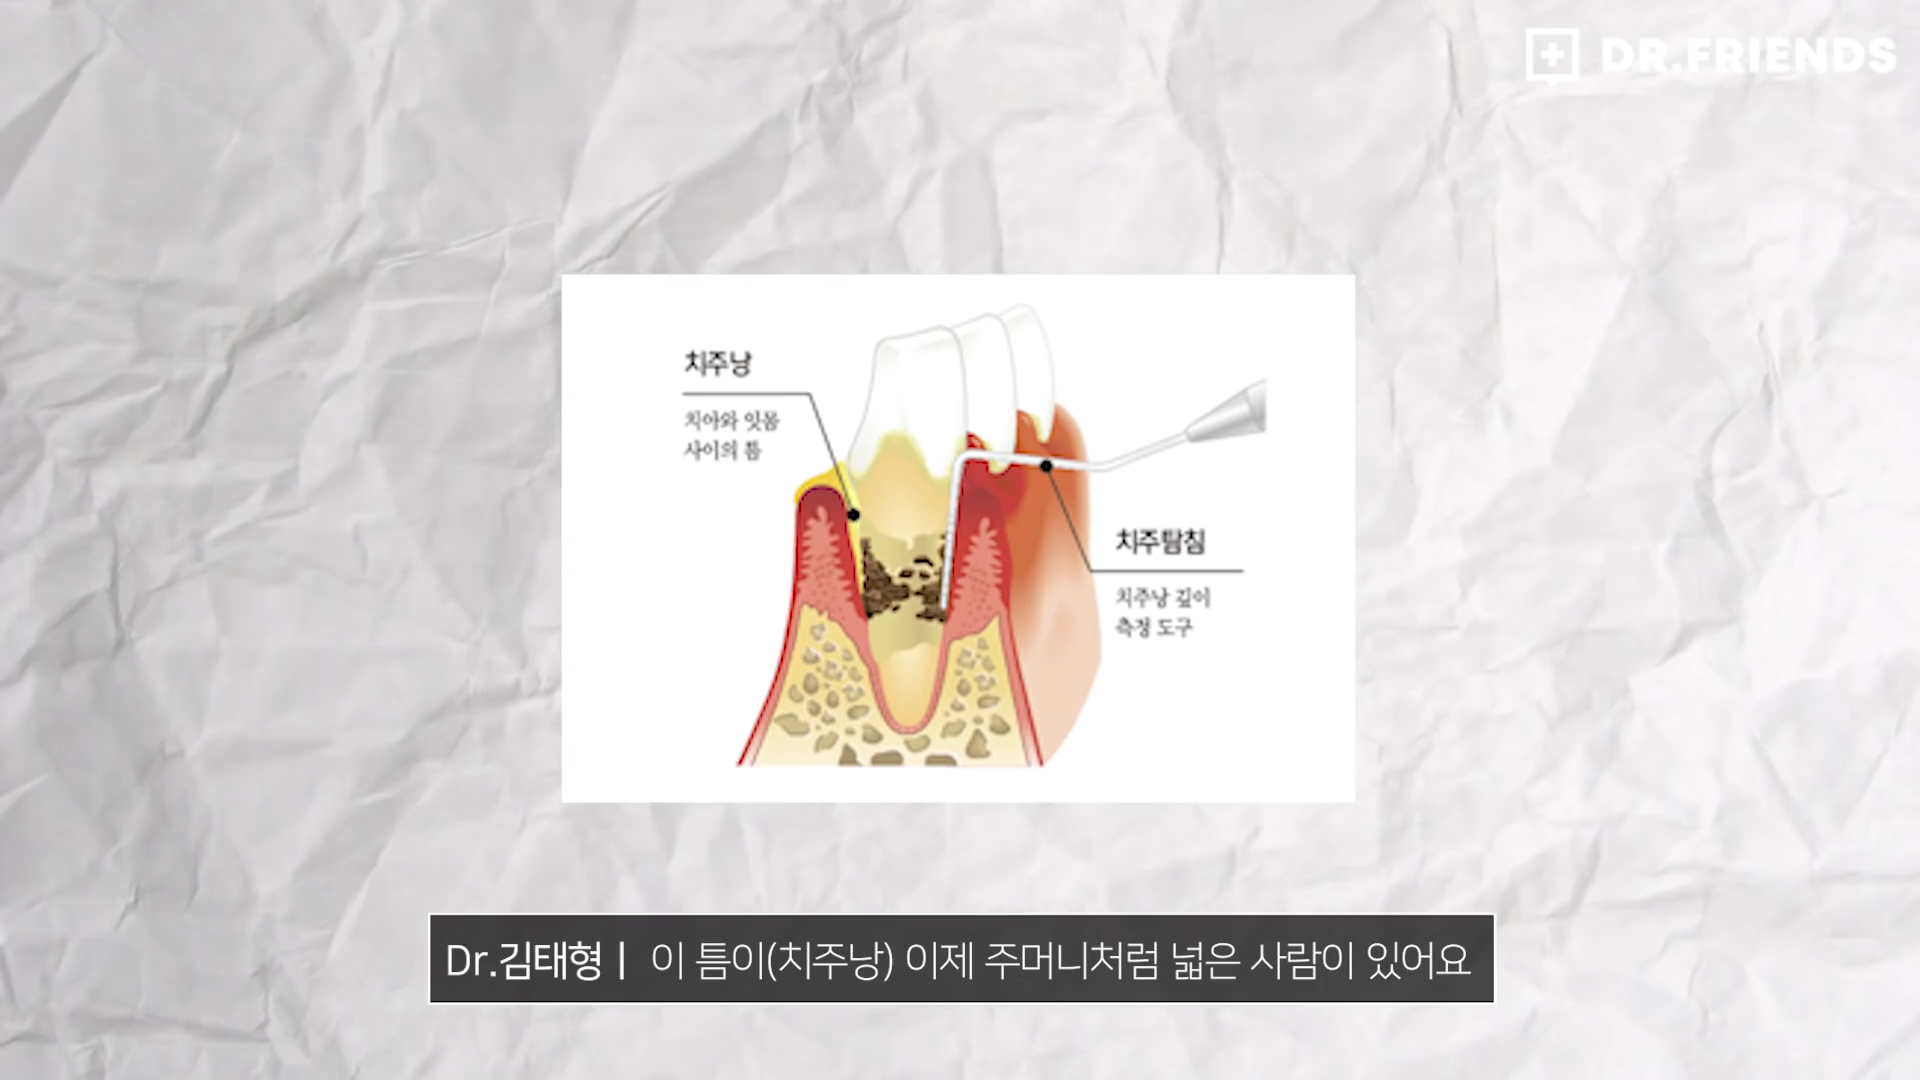 DR.FRIENDS
치주낭
치아와 잇몸
사이의 틈
치주탐침
치주낭 깊이
측정 도구
Dr.김태형ㅣ 이 틈이(치주낭) 이제 주머니처럼 넓은 사람이 있어요